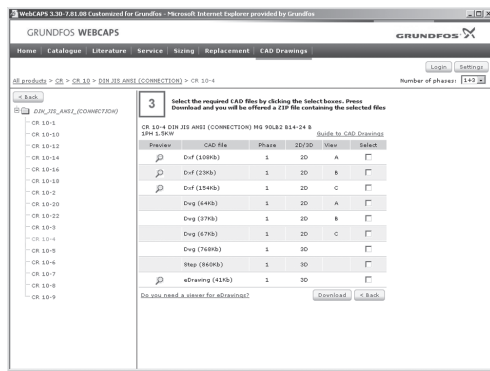 WebCAPS 3.30-7.01.08 Customized for Grundfos - Microsoft Internet Explorer provided by Grundfos
GRUNDFOS WEBCAPS
GRUNDFOS
Home Catalogue Literature Service Sizing Replacement CAD Drawings
Login Settings
All products > CR > CR 10 > DIN JIS ANSI (CONNECTION) > CR 10-4
Number of phases: 1+3
< Back
DIN_JIS_ANSI_(CONNECTION)
CR 10-1
CR 10-10
CR 10-12
CR 10-14
CR 10-16
CR 10-18
CR 10-2
CR 10-20
CR 10-22
CR 10-3
CR 10-4
CR 10-5
CR 10-6
CR 10-7
CR 10-8
CR 10-9
3
Select the required CAD files by clicking the Select boxes. Press
Download and you will be offered a ZIP file containing the selected files
CR 10-4 DIN JIS ANSI (CONNECTION) MG 90LB2 B14-24 B
1PH 1.5KW
Guide to CAD Drawings
Preview CAD file Phase 2D/3D View Select
Dxf (108Kb) 1 2D A
Dxf (23Kb) 1 2D B
Dxf (154Kb) 1 2D C
Dwg (64Kb) 1 2D A
Dwg (37Kb) 1 2D B
Dwg (67Kb) 1 2D C
Dwg (768Kb) 1 3D
Step (860Kb) 1 3D
eDrawing (41Kb) 1 3D
Do you need a viewer for eDrawings?
Download < Back